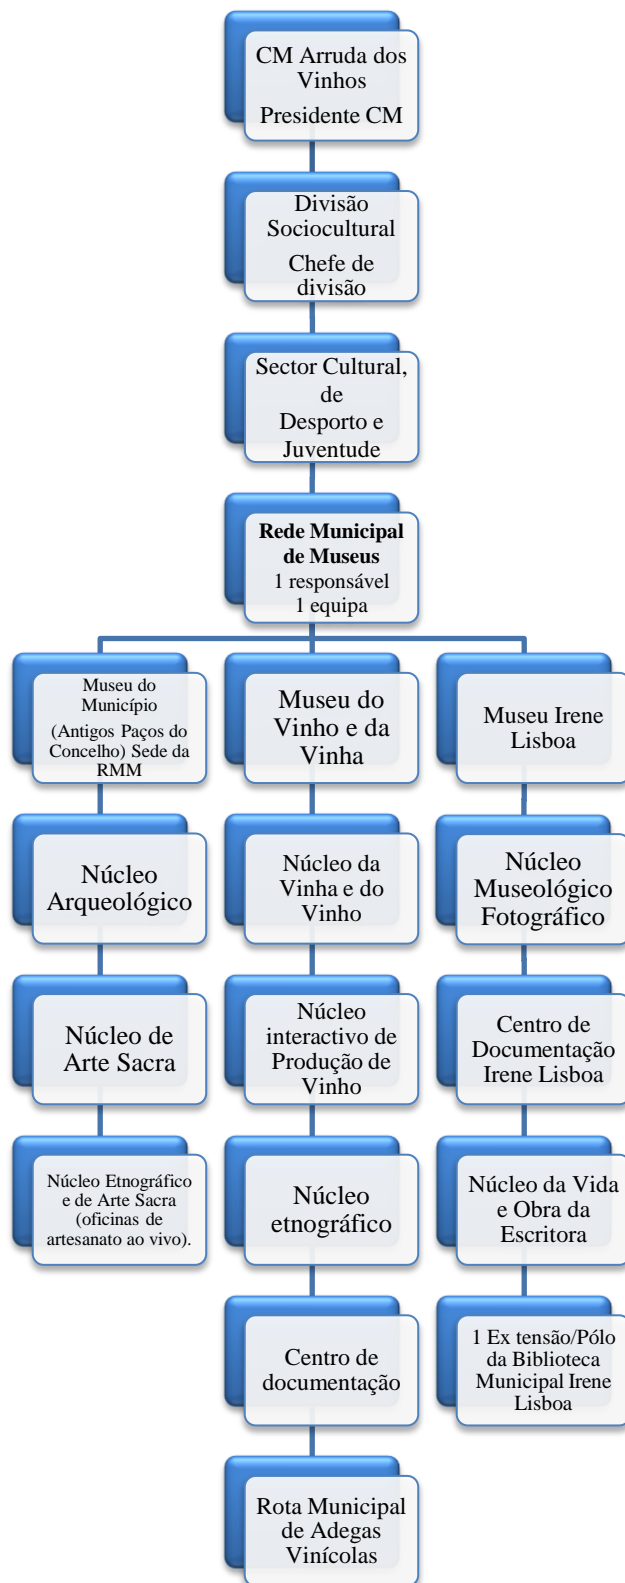 CM Arruda dos
Vinhos
Presidente CM
Divisão
Sociocultural
Chefe de
divisão
Sector Cultural,
de
Desporto e
Juventude
Rede Municipal
de Museus
1 responsável
1 equipa
Museu do
Município
(Antigos Paços do
Concelho) Sede da
RMM
Núcleo
Arqueológico
Núcleo de
Arte Sacra
Núcleo Etnográfico
e de Arte Sacra
(oficinas de
artesanato ao vivo).
Museu do
Vinho e da
Vinha
Núcleo da
Vinha e do
Vinho
Núcleo
interactivo de
Produção de
Vinho
Núcleo
etnográfico
Centro de
documentação
Rota Municipal
de Adegas
Vinícolas
Museu Irene
Lisboa
Núcleo
Museológico
Fotográfico
Centro de
Documentação
Irene Lisboa
Núcleo da Vida
e Obra da
Escritora
1 Ex tensão/Pólo
da Biblioteca
Municipal Irene
Lisboa